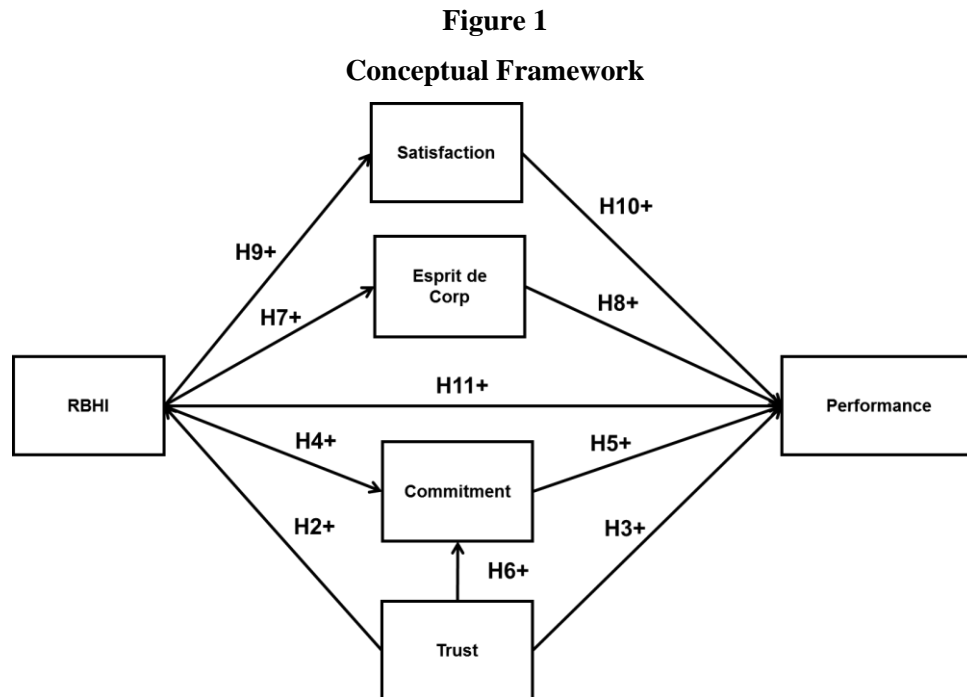 Figure 1
Conceptual Framework
Satisfaction
H10+
H9+
Esprit de
Corp
H7+
H8+
RBHI
H11+
Performance
H4+
H5+
Commitment
H2+
H3+
H6+
Trust